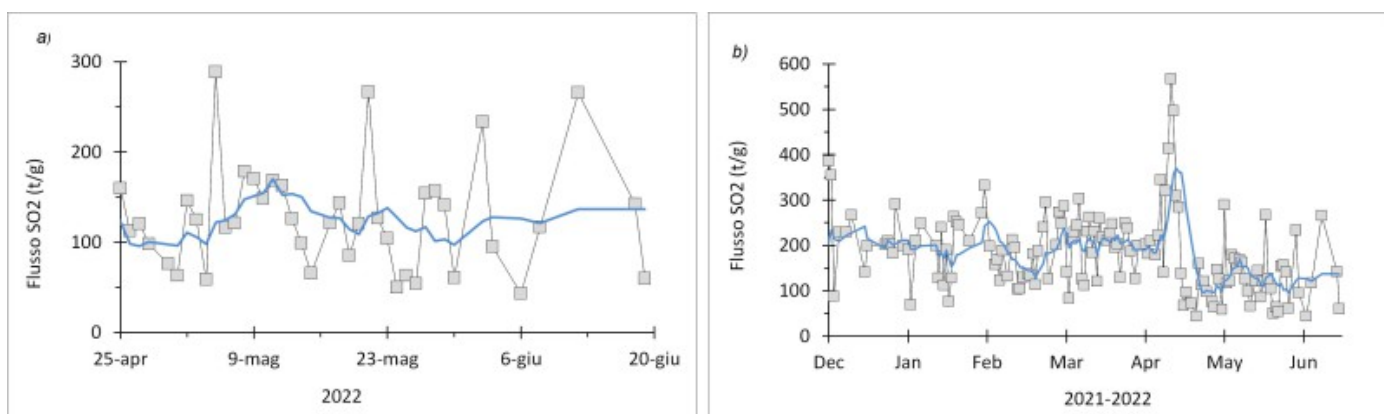 a)
300
200
100
0
Flusso SO2 (t/g)
25-apr 9-mag 23-mag 6-giu 20-giu
2022
b)
600
500
400
300
200
100
0
Flusso SO2 (t/g)
Dec Jan Feb Mar Apr May Jun
2021-2022